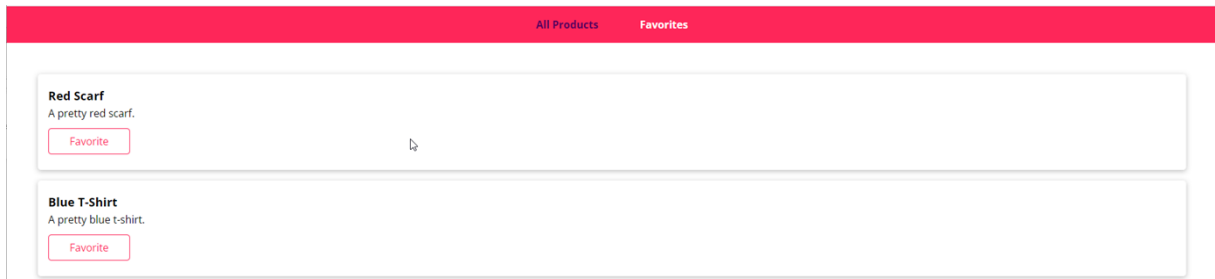 All Products Favorites
Red Scarf
A pretty red scarf.
Favorite
Blue T-Shirt
A pretty blue t-shirt.
Favorite